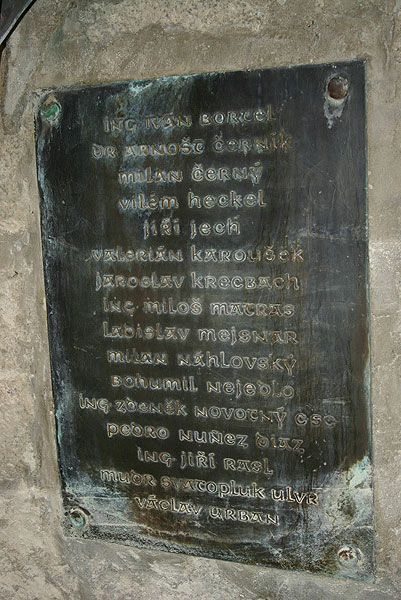 ing ivan bortel
dr arnošt černík
milan černý
vilém heckel
jiří jech
valerián karoušek
jaroslav krecbach
ing miloš matras
ladislav mejsnar
milan náhlovský
bohumil nejedlo
ing zdeněk novotný csc
pedro nuñez diaz
ing jiří rasl
mudr svatopluk ulvr
václav urban